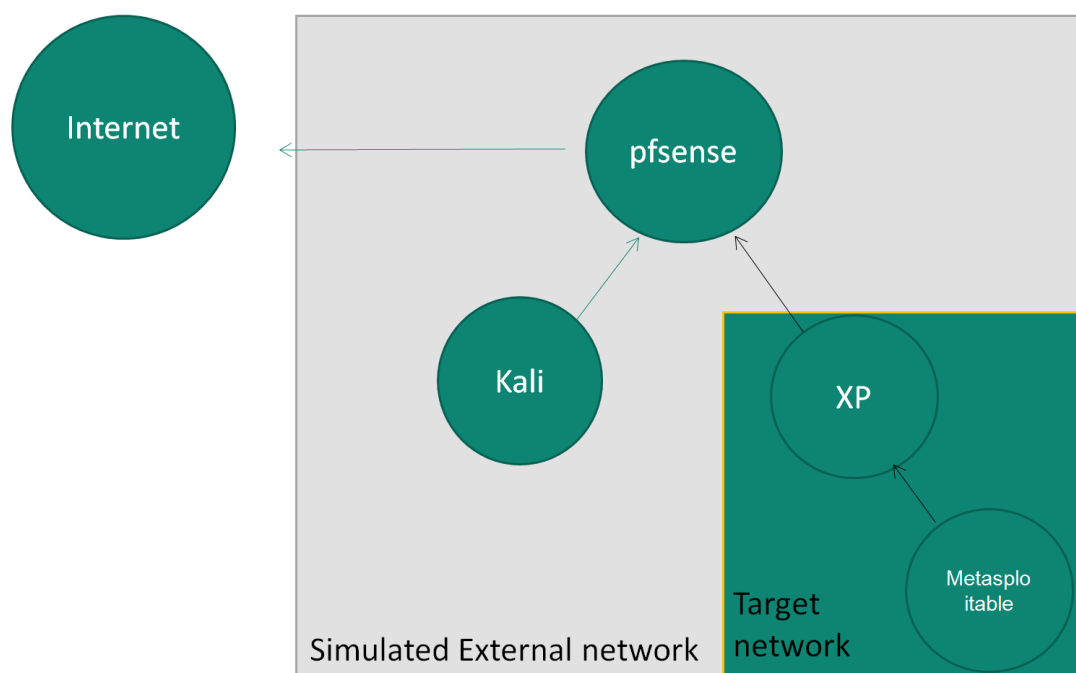 Internet
pfsense
Kali
XP
Metasplo
itable
Target
network
Simulated External network